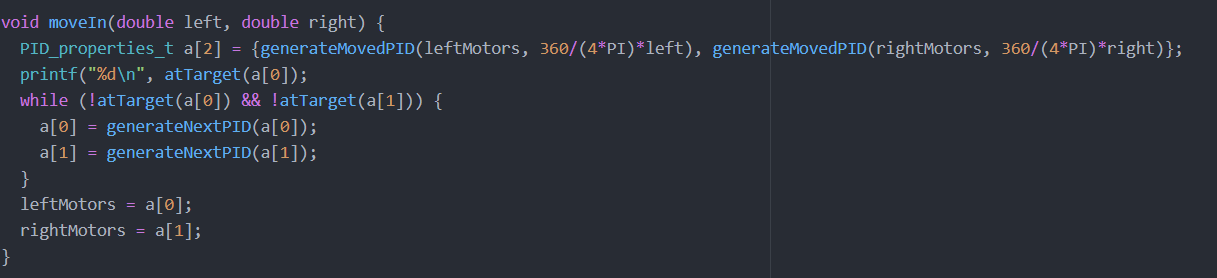 void moveIn(double left, double right) {
  PID_properties_t a[2] = {generateMovedPID(leftMotors, 360/(4*PI)*left), generateMovedPID(rightMotors, 360/(4*PI)*right)};
  printf("%d\n", atTarget(a[0]);
  while (!atTarget(a[0]) && !atTarget(a[1])) {
    a[0] = generateNextPID(a[0]);
    a[1] = generateNextPID(a[1]);
  }
  leftMotors = a[0];
  rightMotors = a[1];
}